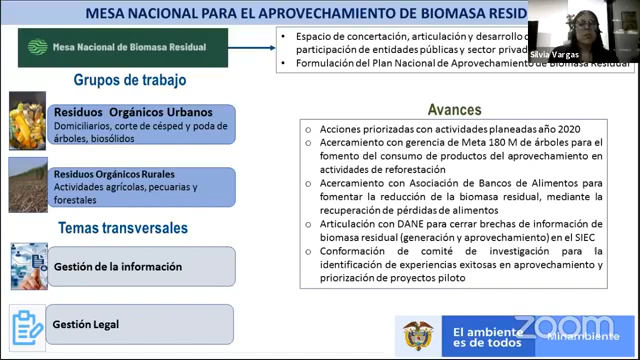 MESA NACIONAL PARA EL APROVECHAMIENTO DE BIOMASA RESID
Mesa Nacional de Biomasa Residual
• Espacio de concertación, articulación y desarrollo
participación de entidades públicas y sector privad
• Formulación del Plan Nacional de Aprovechamiento de Biomasa Residual
Silvia Vargas
Grupos de trabajo
Residuos Orgánicos Urbanos
Domiciliarios, corte de césped y poda de
árboles, biosólidos
Residuos Orgánicos Rurales
Actividades agrícolas, pecuarias y
forestales
Temas transversales
Gestión de la información
Gestión Legal
Avances
o Acciones priorizadas con actividades planeadas año 2020
o Acercamiento con gerencia de Meta 180 M de árboles para el
fomento del consumo de productos del aprovechamiento en
actividades de reforestación
o Acercamiento con Asociación de Bancos de Alimentos para
fomentar la reducción de la biomasa residual, mediante la
recuperación de pérdidas de alimentos
o Articulación con DANE para cerrar brechas de información de
biomasa residual (generación y aprovechamiento) en el SIEC
o Conformación de comité de investigación para la
identificación de experiencias exitosas en aprovechamiento y
priorización de proyectos piloto
El ambiente
es de todos
Minambiente
zoom